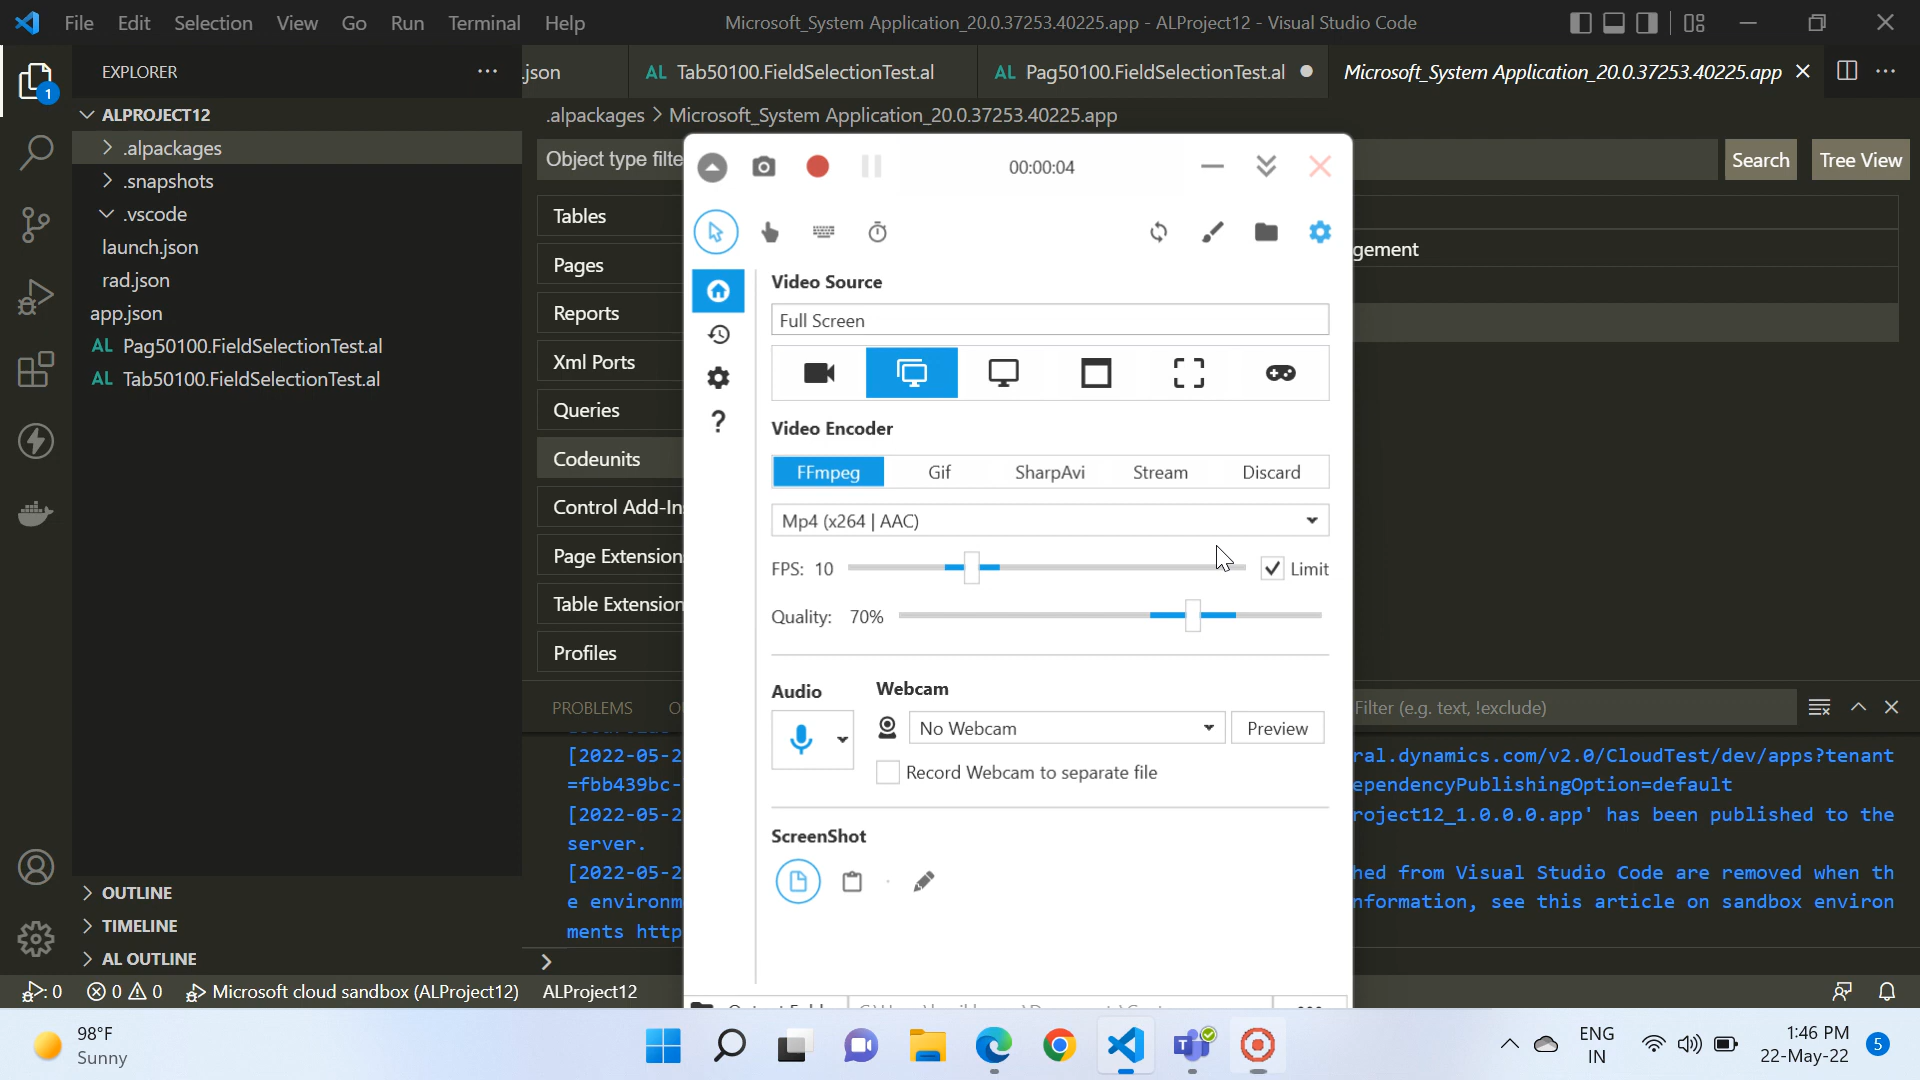 File Edit Selection View Go Run Terminal Help
Microsoft_System Application_20.0.37253.40225.app - ALProject12 - Visual Studio Code
EXPLORER
.json
AL Tab50100.FieldSelectionTest.al
AL Pag50100.FieldSelectionTest.al
Microsoft_System Application_20.0.37253.40225.app
1
ALPROJECT12
.alpackages
.snapshots
.vscode
launch.json
rad.json
app.json
AL Pag50100.FieldSelectionTest.al
AL Tab50100.FieldSelectionTest.al
OUTLINE
TIMELINE
AL OUTLINE
.alpackages > Microsoft_System Application_20.0.37253.40225.app
Object type filte
Search
Tree View
Tables
Pages
Reports
Xml Ports
Queries
Codeunits
Control Add-In
Page Extension
Table Extension
Profiles
gement
00:00:04
Video Source
Full Screen
Video Encoder
FFmpeg Gif SharpAvi Stream Discard
Mp4 (x264 | AAC)
FPS: 10
Limit
Quality: 70%
Audio
Webcam
No Webcam
Preview
Record Webcam to separate file
ScreenShot
PROBLEMS
Filter (e.g. text, !exclude)
[2022-05-2
ral.dynamics.com/v2.0/CloudTest/dev/apps?tenant
=fbb439bc-
ependencyPublishingOption=default
[2022-05-2
roject12_1.0.0.0.app' has been published to the
server.
[2022-05-2
hed from Visual Studio Code are removed when th
e environm
nformation, see this article on sandbox environ
ments http
0
0 0
Microsoft cloud sandbox (ALProject12)
ALProject12
98°F
Sunny
ENG
IN
1:46 PM
22-May-22
5